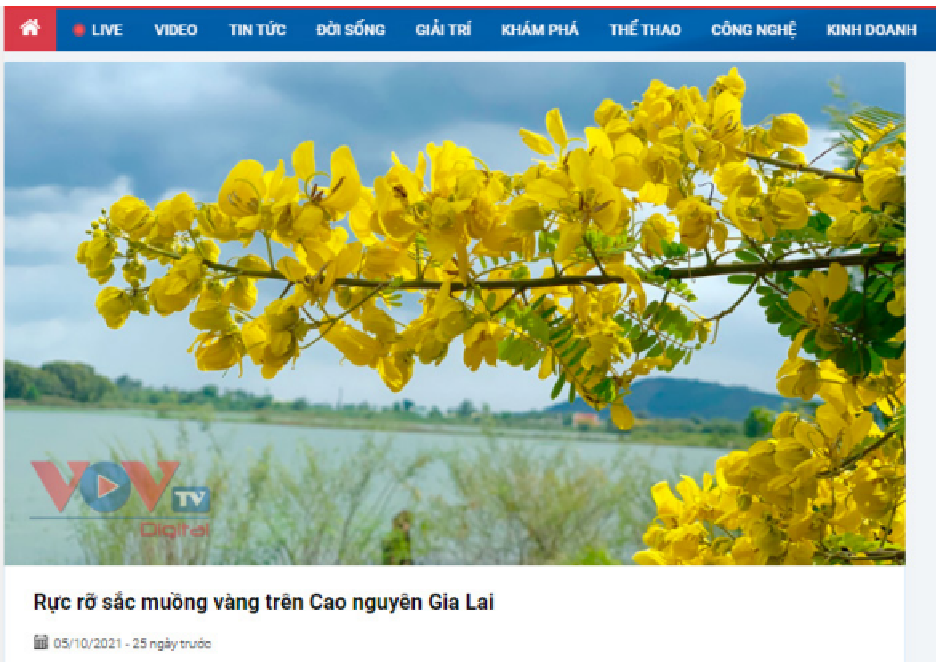 LIVE VIDEO TIN TỨC ĐỜI SỐNG GIẢI TRÍ KHÁM PHÁ THỂ THAO CÔNG NGHỆ KINH DOANH
VOV TV
Digital
Rực rỡ sắc muồng vàng trên Cao nguyên Gia Lai
05/10/2021 - 25 ngày trước